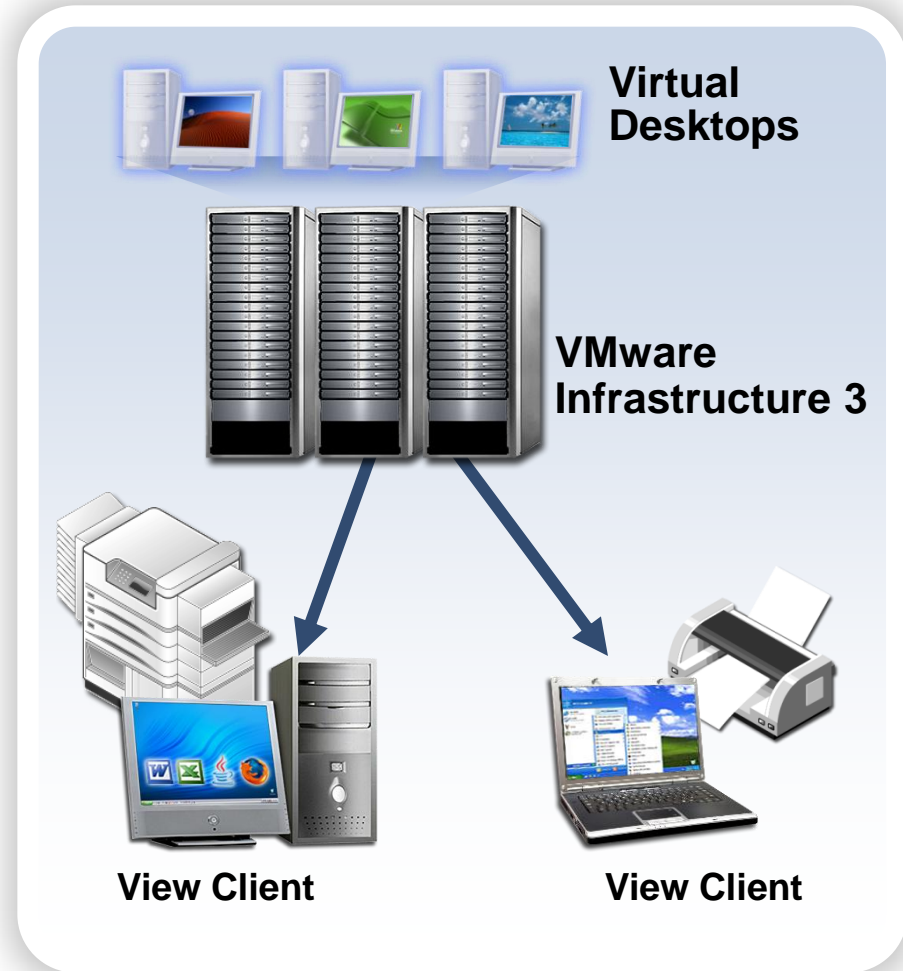 Virtual
Desktops
VMware
Infrastructure 3
View Client
View Client